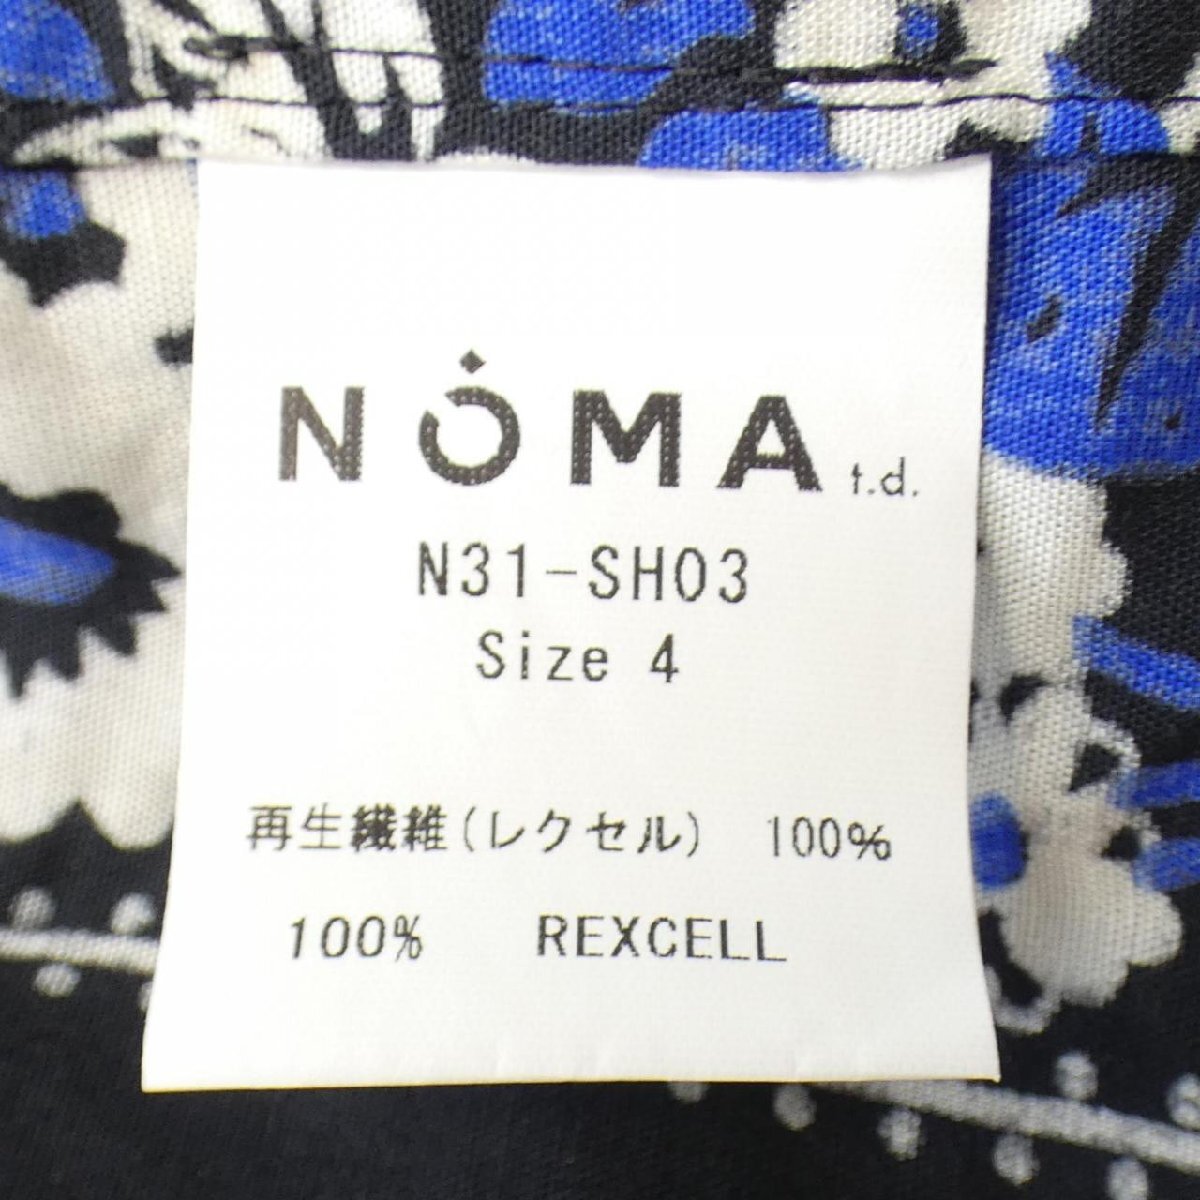 NOMA t.d.
N31-SH03
Size 4
再生繊維(レクセル) 100%
100% REXCELL